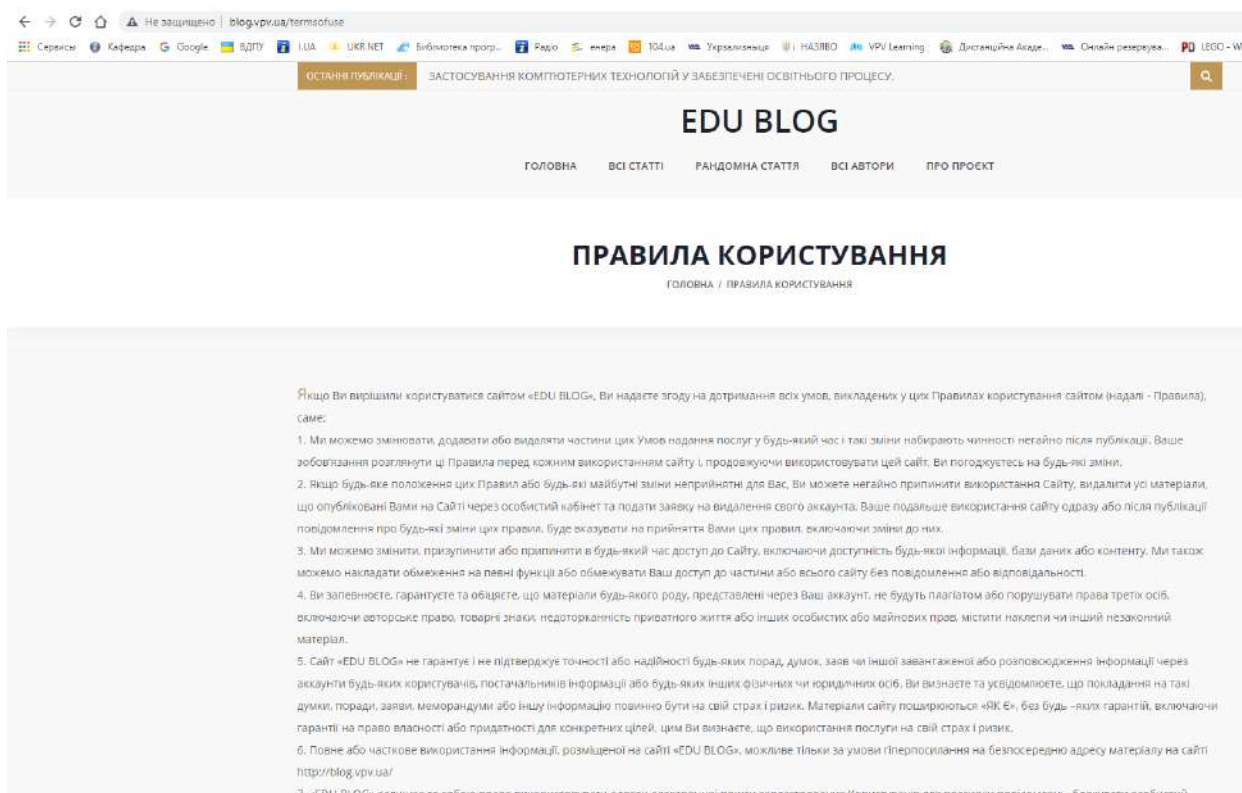 Не защищено | blog.vpv.ua/termsofuse
Сервисы Кафедра Google ВДПУ I.UA UKR.NET Библиотека програ... Радіо енера 104.ua Укрзалізниця НАЗЯВО VPV Learning Дистанційна Акаде... Онлайн резервува... LEGO - W
ОСТАННІ ПУБЛІКАЦІЇ: ЗАСТОСУВАННЯ КОМП'ЮТЕРНИХ ТЕХНОЛОГІЙ У ЗАБЕЗПЕЧЕНІ ОСВІТНЬОГО ПРОЦЕСУ.
EDU BLOG
ГОЛОВНА ВСІ СТАТТІ РАНДОМНА СТАТТЯ ВСІ АВТОРИ ПРО ПРОЄКТ
ПРАВИЛА КОРИСТУВАННЯ
ГОЛОВНА / ПРАВИЛА КОРИСТУВАННЯ
Якщо Ви вирішили користуватися сайтом «EDU BLOG», Ви надаєте згоду на дотримання всіх умов, викладених у цих Правилах користування сайтом (надалі - Правила),
саме:
1. Ми можемо змінювати, додавати або видаляти частини цих Умов надання послуг у будь-який час і такі зміни набирають чинності негайно після публікації. Ваше
зобов'язання розглянути ці Правила перед кожним використанням сайту і, продовжуючи використовувати цей сайт, Ви погоджуєтесь на будь-які зміни.
2. Якщо будь-яке положення цих Правил або будь-які майбутні зміни неприйнятні для Вас, Ви можете негайно припинити використання Сайту, видалити усі матеріали,
що опубліковані Вами на Сайті через особистий кабінет та подати заявку на видалення свого аккаунта. Ваше подальше використання сайту одразу або після публікації
повідомлення про будь-які зміни цих правил, буде вказувати на прийняття Вами цих правил, включаючи зміни до них.
3. Ми можемо змінити, призупинити або припинити в будь-який час доступ до Сайту, включаючи доступність будь-якої інформації, бази даних або контенту. Ми також
можемо накладати обмеження на певні функції або обмежувати Ваш доступ до частини або всього сайту без повідомлення або відповідальності.
4. Ви запевнюєте, гарантуєте та обіцяєте, що матеріали будь-якого роду, представлені через Ваш аккаунт, не будуть плагіатом або порушувати права третіх осіб,
включаючи авторське право, товарні знаки, недоторканність приватного життя або інших особистих або майнових прав, містити наклепи чи інший незаконний
матеріал.
5. Сайт «EDU BLOG» не гарантує і не підтверджує точності або надійності будь-яких порад, думок, заяв чи іншої завантаженої або розповсюдження інформації через
аккаунти будь-яких користувачів, постачальників інформації або будь-яких інших фізичних чи юридичних осіб. Ви визнаєте та усвідомлюєте, що покладання на такі
думки, поради, заяви, меморандуми або іншу інформацію повинно бути на свій страх і ризик. Матеріали сайту поширюються «ЯК Є», без будь –яких гарантій, включаючи
гарантії на право власності або придатності для конкретних цілей, цим Ви визнаєте, що використання послуги на свій страх і ризик.
6. Повне або часткове використання інформації, розміщеної на сайті «EDU BLOG», можливе тільки за умови гіперпосилання на безпосередню адресу матеріалу на сайті
http://blog.vpv.ua/